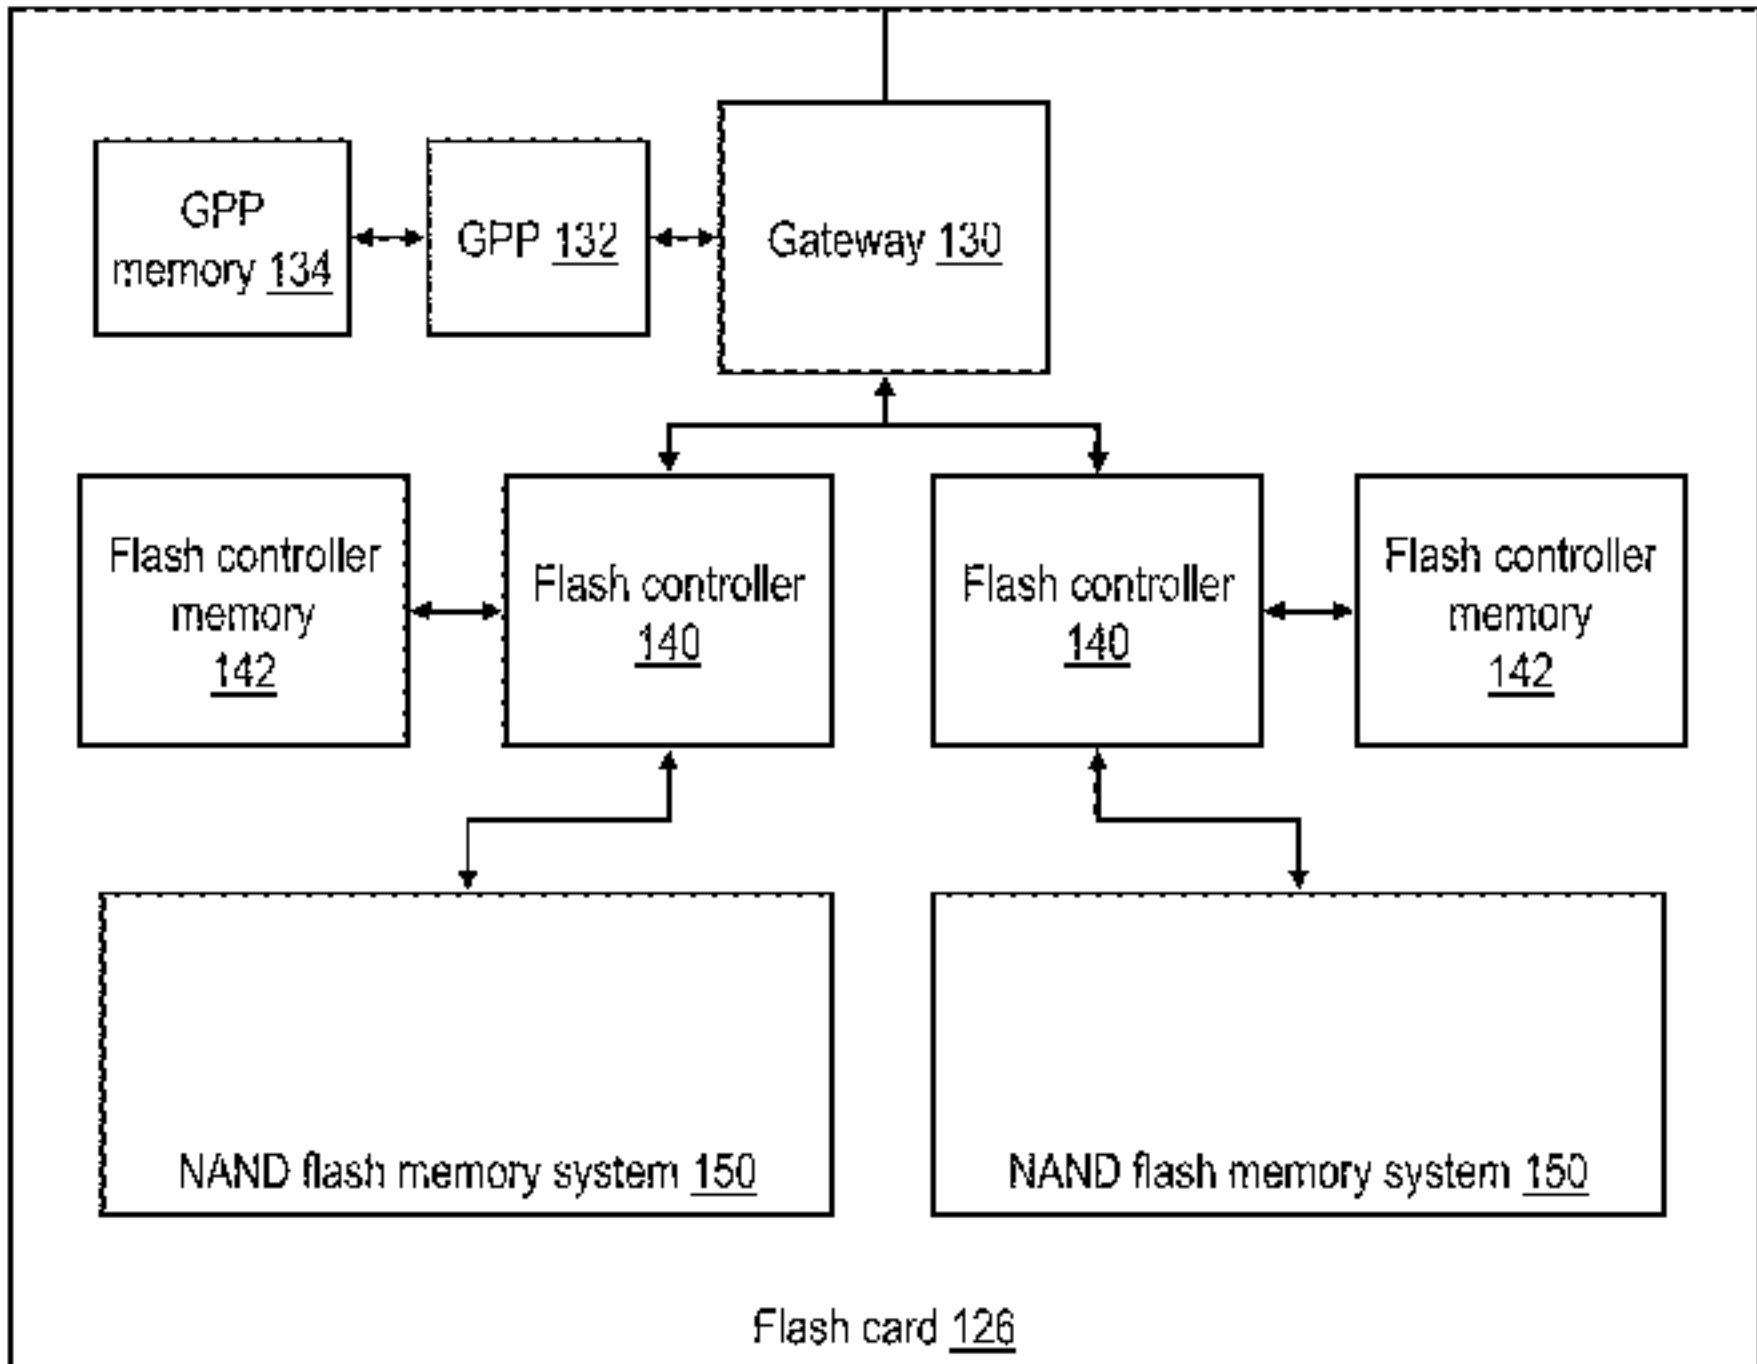 GPP
memory 134
GPP 132
Gateway 130
Flash controller
memory
142
Flash controller
140
Flash controller
140
Flash controller
memory
142
NAND flash memory system 150
NAND flash memory system 150
Flash card 126